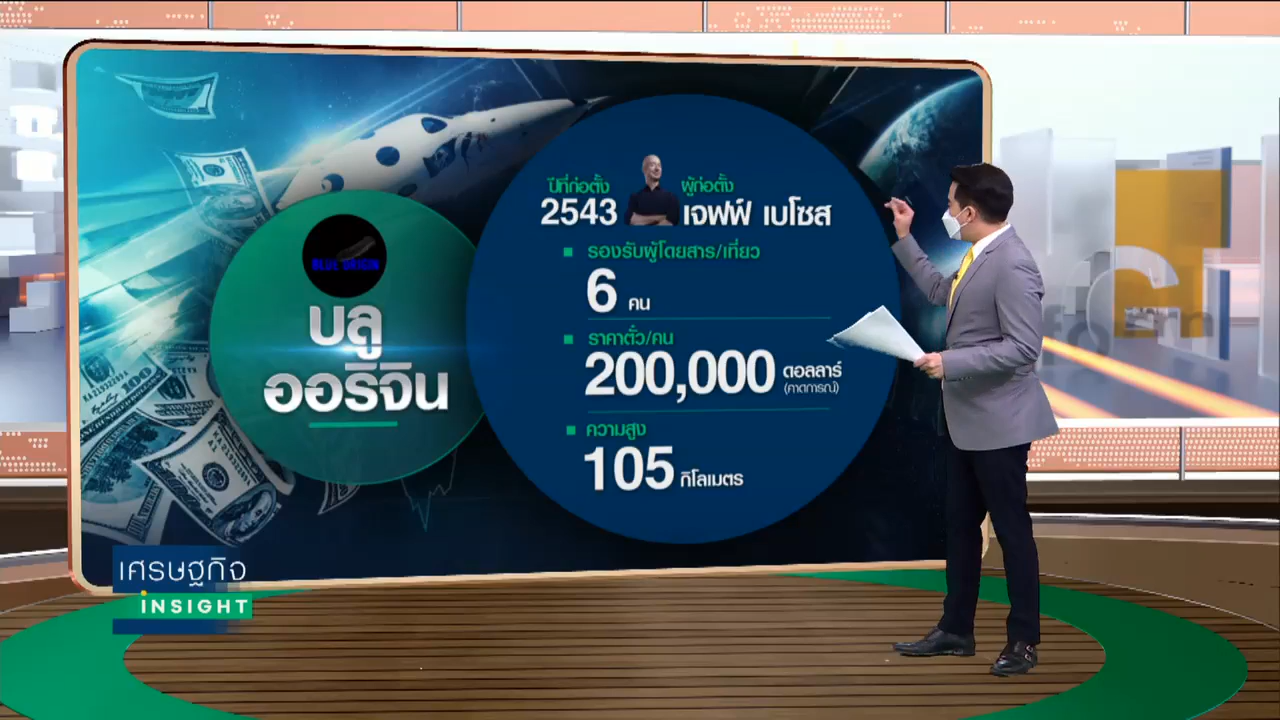 BLUE ORIGIN
บลู
ออริจิน
ปีที่ก่อตั้ง
2543
ผู้ก่อตั้ง
เจฟฟ์ เบโซส
รองรับผู้โดยสาร/เที่ยว
6 คน
ราคาตั๋ว/คน
200,000 ดอลลาร์
(คาดการณ์)
ความสูง
105 กิโลเมตร
เศรษฐกิจ
INSIGHT